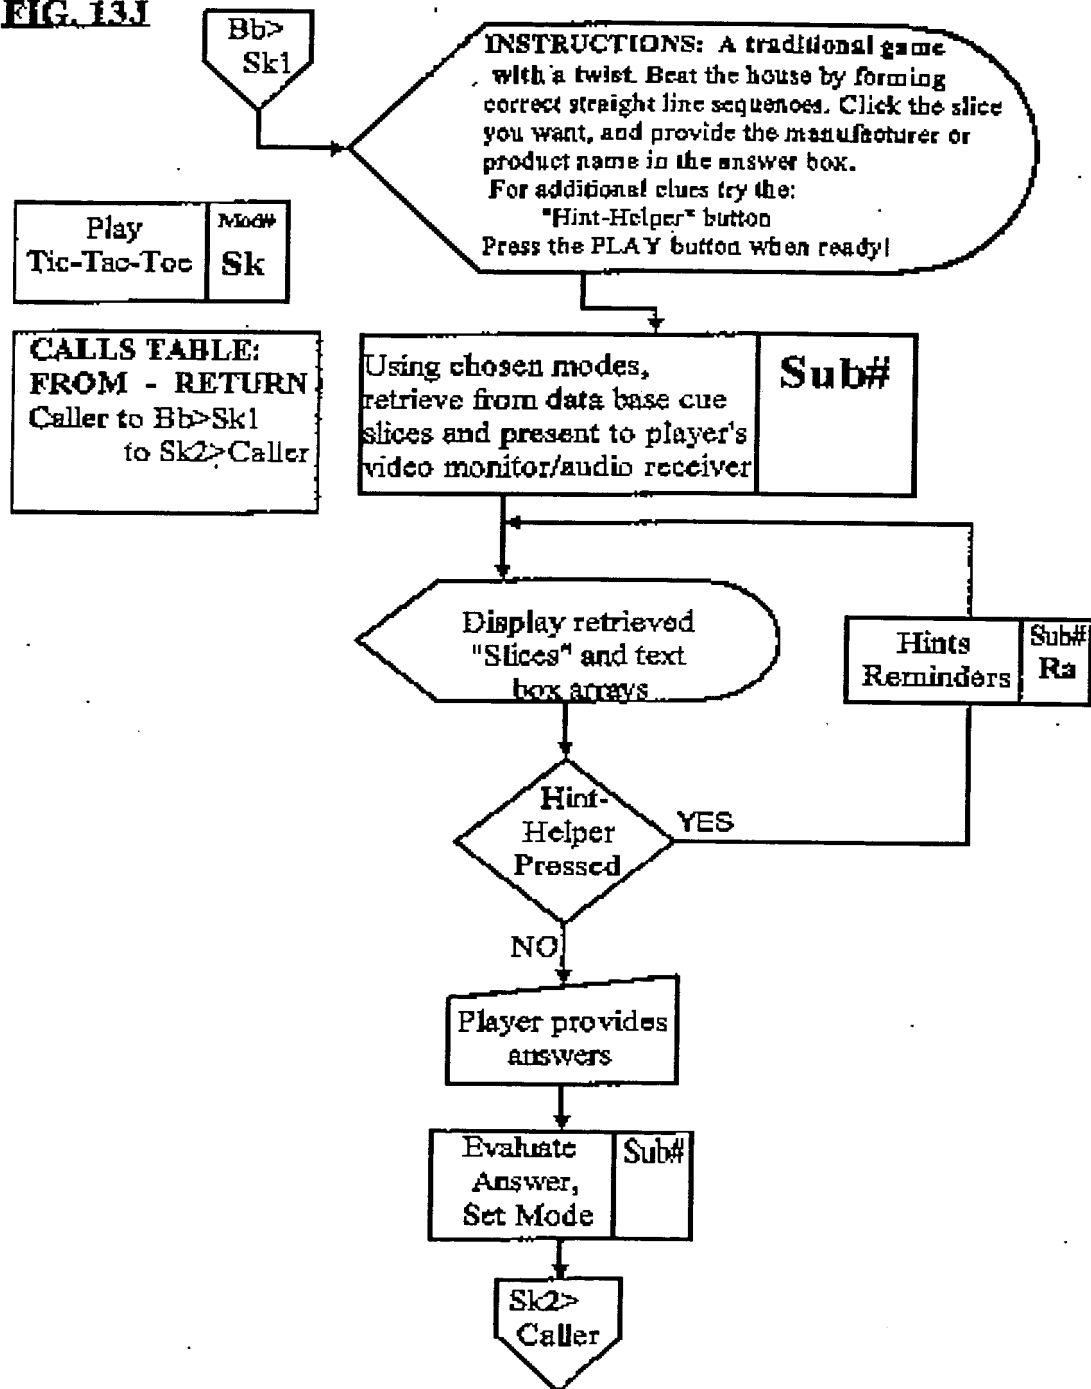 FIG. 13J
Bb>
Sk1
INSTRUCTIONS: A traditional game
with a twist. Beat the house by forming
correct straight line sequences. Click the slice
you want, and provide the manufacturer or
product name in the answer box.
For additional clues try the:
"Hint-Helper" button
Press the PLAY button when ready!
Play
Tic-Tac-Toe
Mod#
Sk
CALLS TABLE:
FROM - RETURN
Caller to Bb>Sk1
to Sk2>Caller
Using chosen modes,
retrieve from data base cue
slices and present to player's
video monitor/audio receiver
Sub#
Display retrieved
"Slices" and text
box arrays
Hints
Reminders
Sub#
Ra
Hint-
Helper
Pressed
YES
NO
Player provides
answers
Evaluate
Answer,
Set Mode
Sub#
Sk2>
Caller